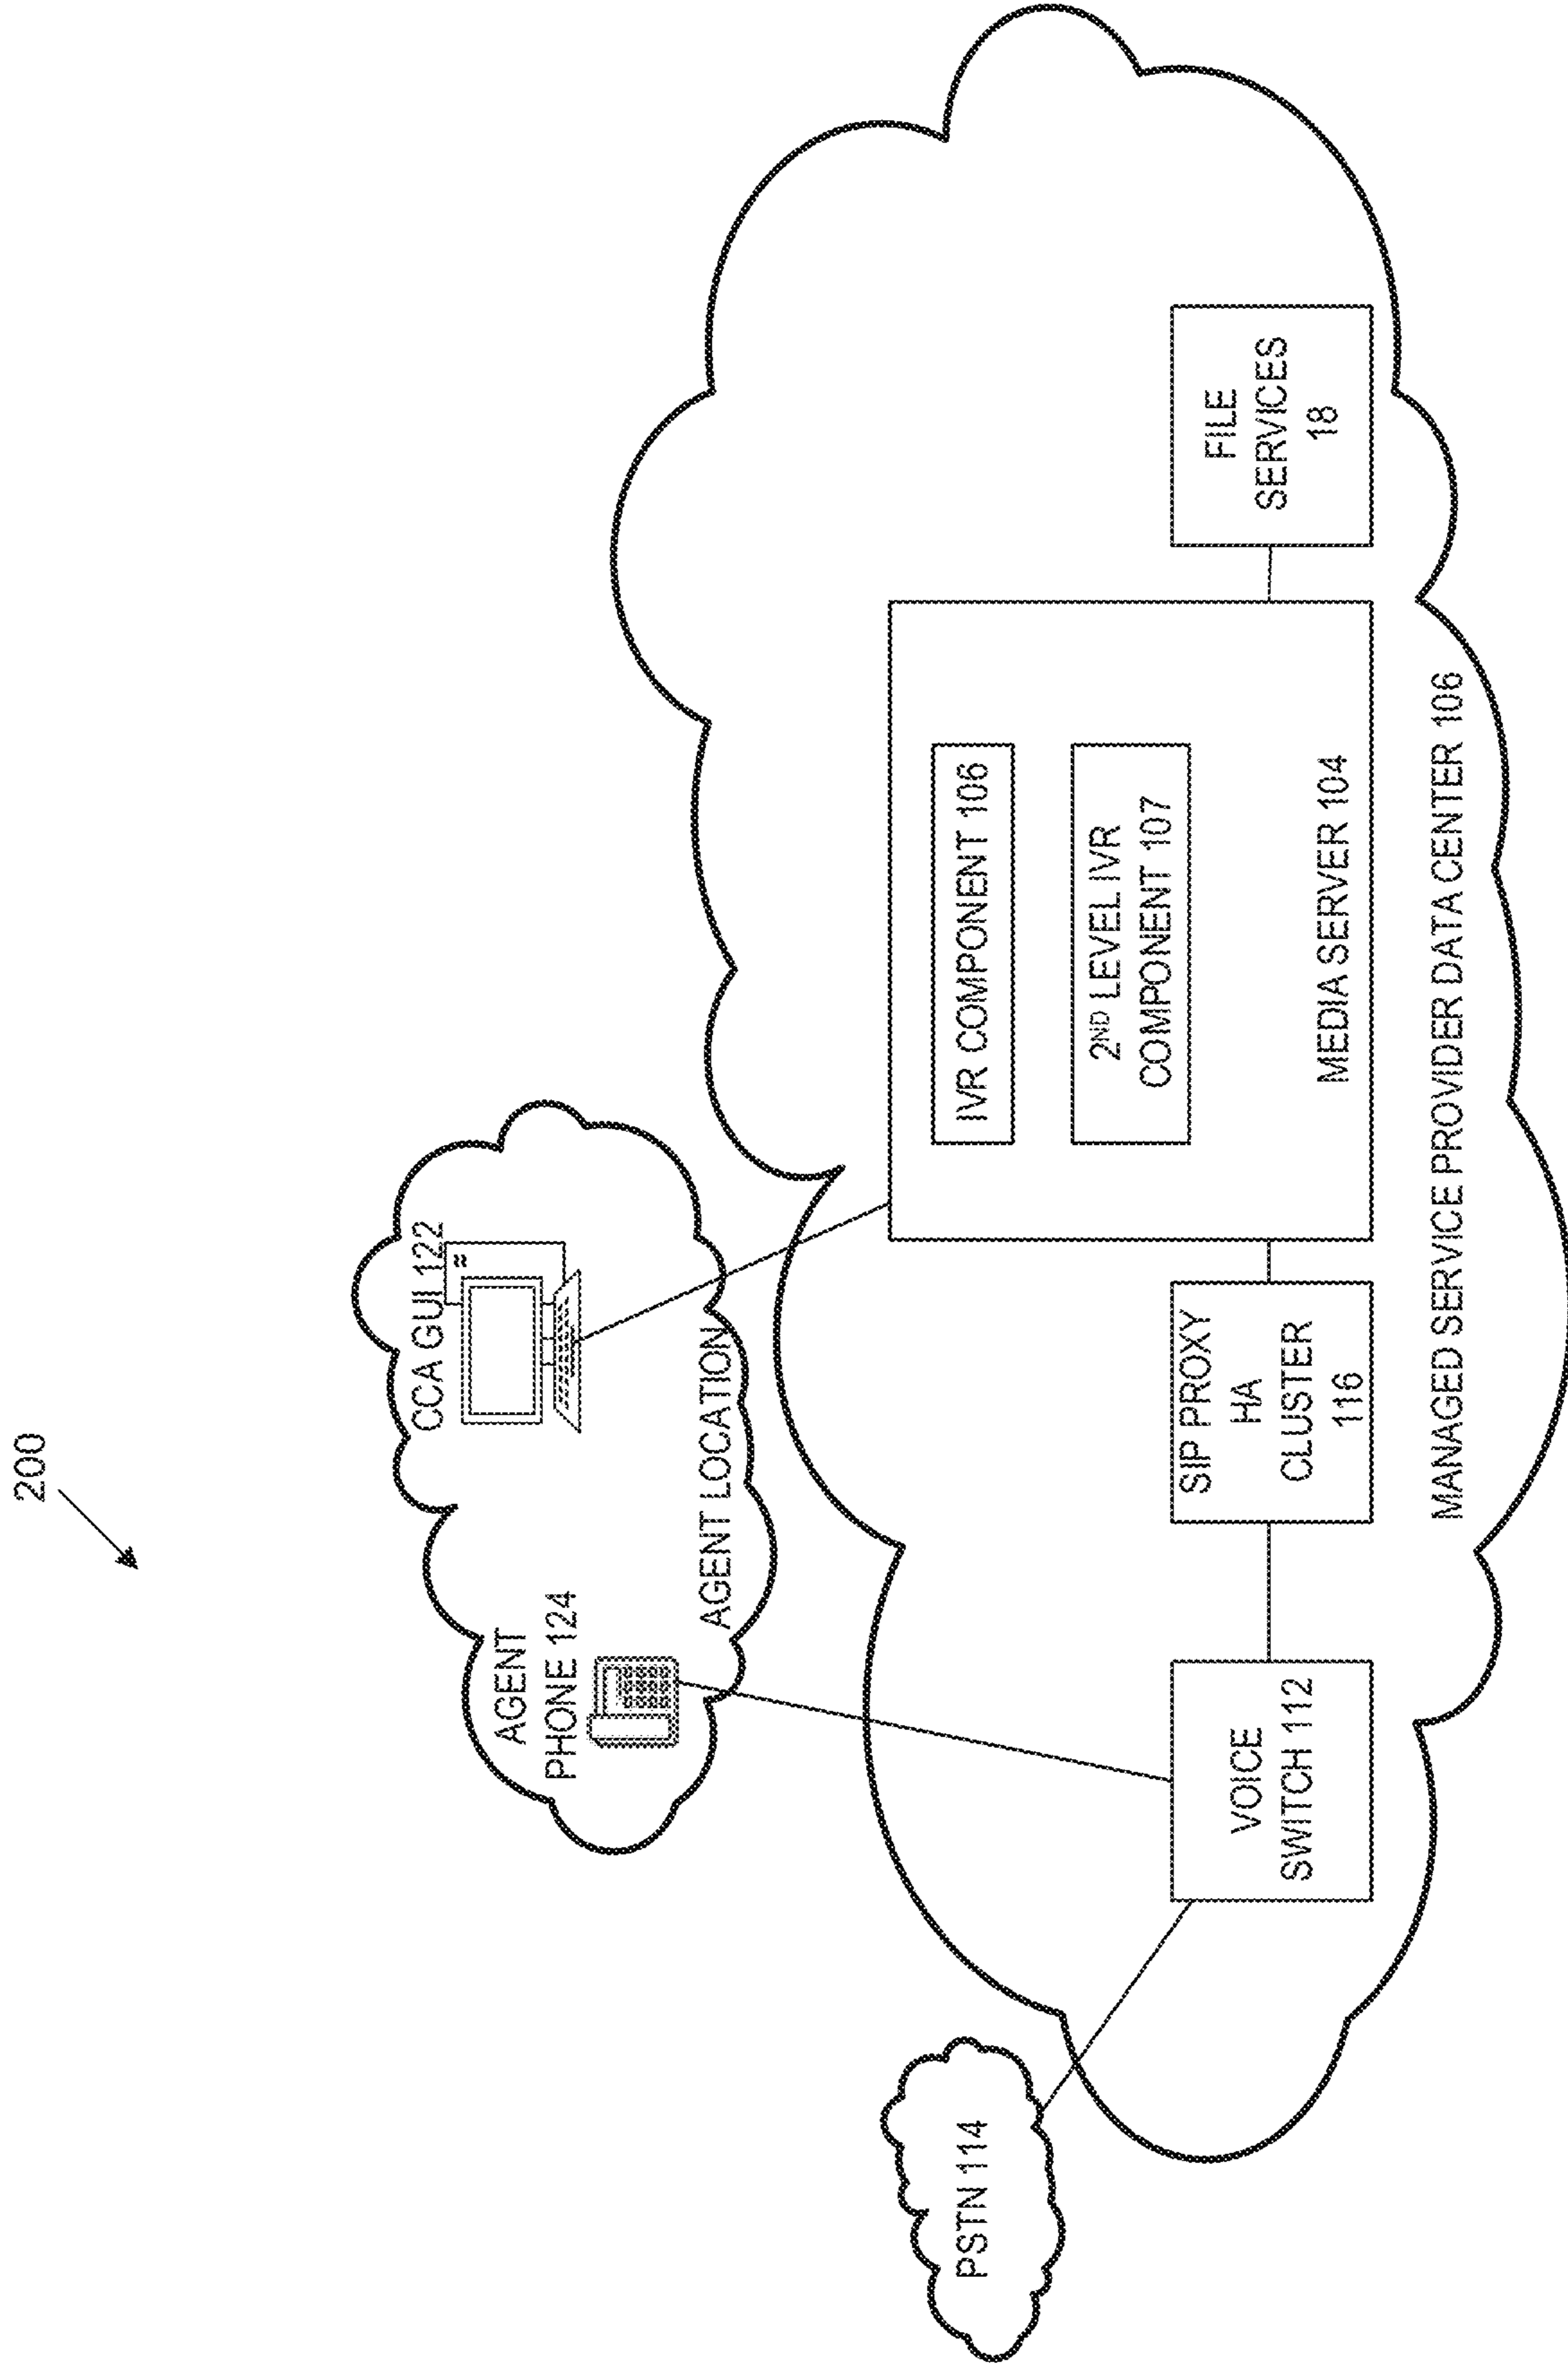 200
CCA GUI 122
AGENT
PHONE 124
AGENT LOCATION
PSTN 114
VOICE
SWITCH 112
SIP PROXY
HA
CLUSTER
116
IVR COMPONENT 106
2ND LEVEL IVR
COMPONENT 107
MEDIA SERVER 104
FILE
SERVICES
18
MANAGED SERVICE PROVIDER DATA CENTER 106